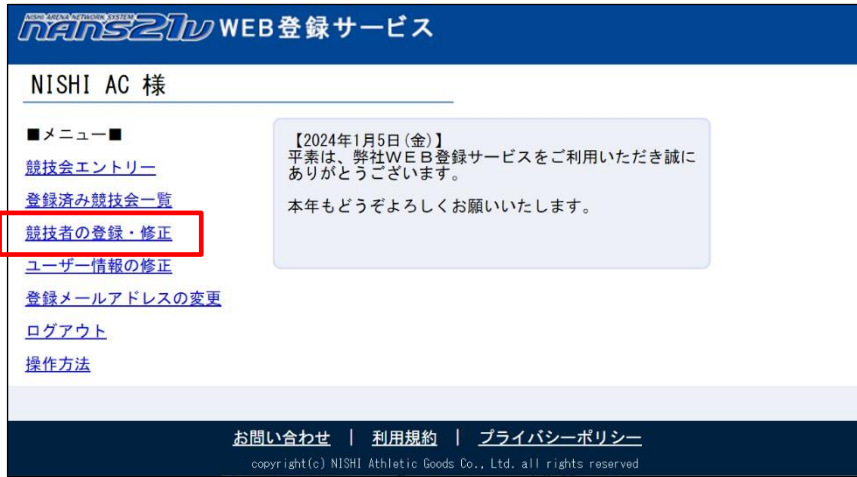 NISHI ARENA NETWORK SYSTEM
NANS21V WEB登録サービス
NISHI AC 様
■メニュー■
競技会エントリー
登録済み競技会一覧
競技者の登録・修正
ユーザー情報の修正
登録メールアドレスの変更
ログアウト
操作方法
【2024年1月5日(金)】
平素は、弊社ＷＥＢ登録サービスをご利用いただき誠に
ありがとうございます。
本年もどうぞよろしくお願いいたします。
お問い合わせ | 利用規約 | プライバシーポリシー
copyright(c) NISHI Athletic Goods Co., Ltd. all rights reserved